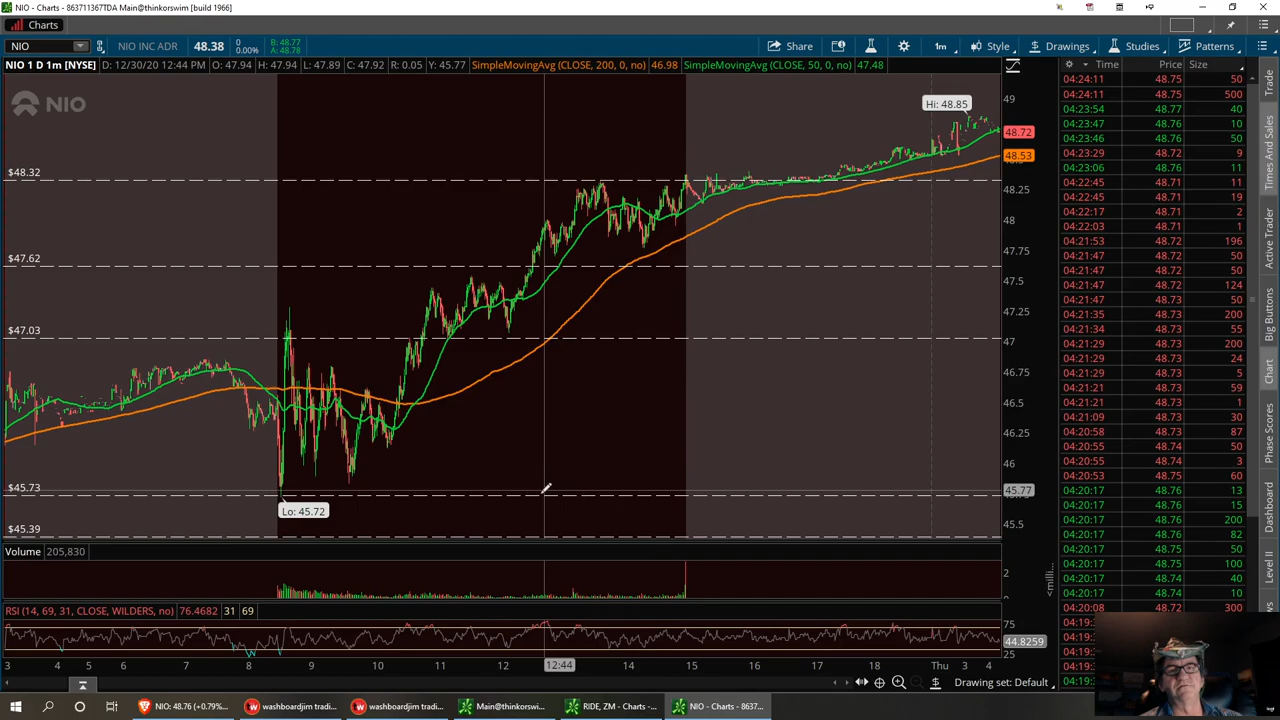 NIO - Charts - 863711367TDA Main@thinkorswim [build 1966]
Charts
NIO NIO INC ADR 48.38 0 0.00% B: 48.77 A: 48.78 Share 1m Style Drawings Studies Patterns
NIO 1 D 1m [NYSE] D: 12/30/20 12:44 PM O: 47.94 H: 47.94 L: 47.89 C: 47.92 R: 0.05 Y: 45.77 SimpleMovingAvg (CLOSE, 200, 0, no) 46.98 SimpleMovingAvg (CLOSE, 50, 0, no) 47.48
NIO
Hi: 48.85
$48.32
$47.62
$47.03
$45.73
$45.39
Lo: 45.72
49
48.72
48.53
48.25
48
47.75
47.5
47.25
47
46.75
46.5
46.25
46
45.77
45.5
Volume 205,830
2
<milli...
RSI (14, 69, 31, CLOSE, WILDERS, no) 76.4682 31 69
75
44.8259
25
3 4 5 6 7 8 9 10 11 12 12:44 14 15 16 17 18 Thu 3 4
Drawing set: Default
Time Price Size
04:24:11 48.75 50
04:24:11 48.75 500
04:23:54 48.77 40
04:23:47 48.76 10
04:23:46 48.76 50
04:23:29 48.72 9
04:23:06 48.76 11
04:22:45 48.71 11
04:22:45 48.71 19
04:22:17 48.71 2
04:22:03 48.71 1
04:21:53 48.72 196
04:21:47 48.72 50
04:21:47 48.72 50
04:21:47 48.72 124
04:21:47 48.73 50
04:21:35 48.73 200
04:21:34 48.73 55
04:21:29 48.73 200
04:21:29 48.73 24
04:21:29 48.73 5
04:21:21 48.73 59
04:21:21 48.73 1
04:21:09 48.73 30
04:20:58 48.73 87
04:20:55 48.74 50
04:20:55 48.74 3
04:20:53 48.75 60
04:20:17 48.76 13
04:20:17 48.75 15
04:20:17 48.76 200
04:20:17 48.76 82
04:20:17 48.75 50
04:20:17 48.75 100
04:20:17 48.74 40
04:20:17 48.74 10
04:20:08 48.72 300
04:19:
04:19:
04:19:
04:19:
04:19:
Trade
Times And Sales
Active Trader
Big Buttons
Chart
Phase Scores
Dashboard
Level II
NIO: 48.76 (+0.79%... washboardjim tradi... washboardjim tradi... Main@thinkorswim... RIDE, ZM - Charts -... NIO - Charts - 8637...